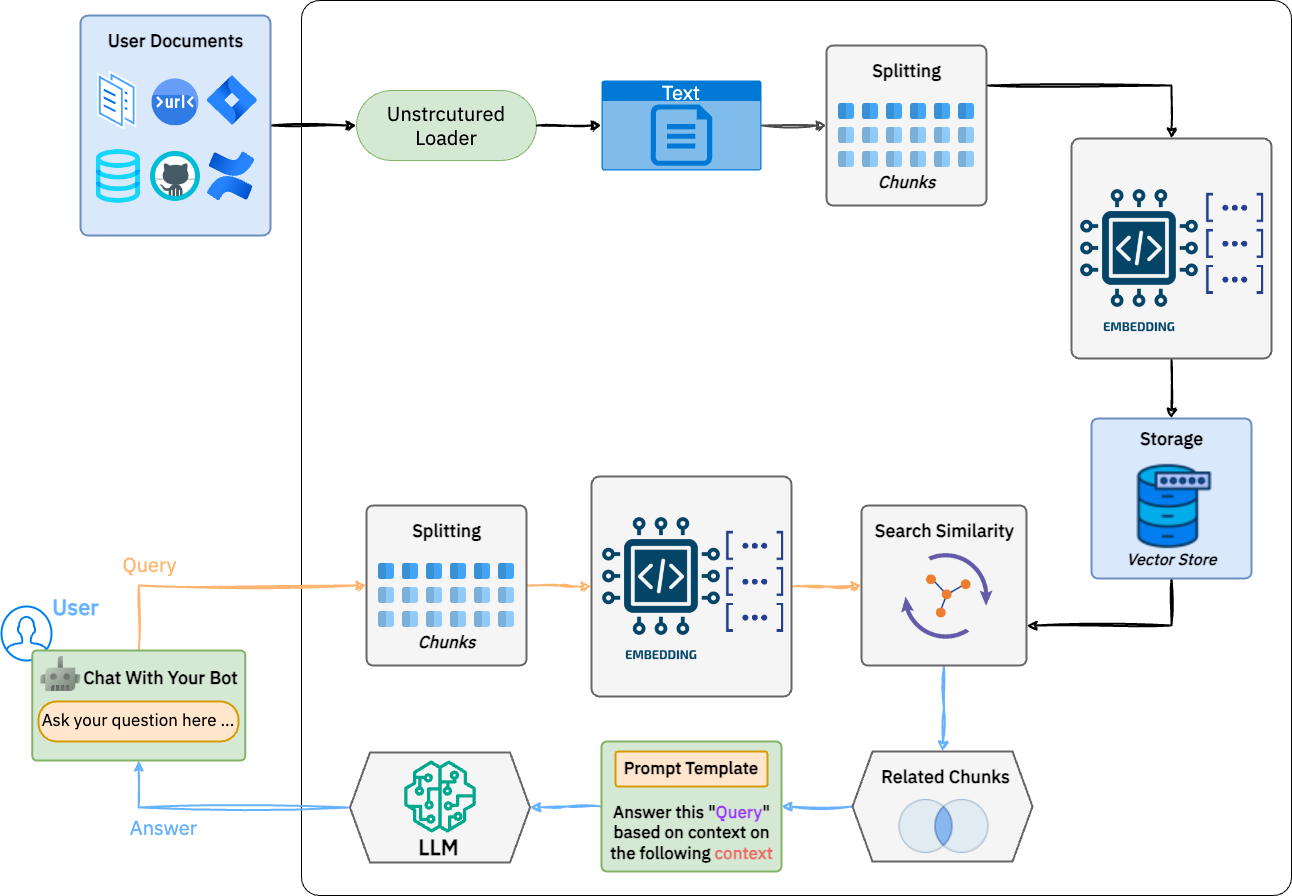 User Documents
>url<
Unstrcutured
Loader
Text
Splitting
Chunks
EMBEDDING
Storage
Vector Store
Query
User
Chat With Your Bot
Ask your question here ...
Splitting
Chunks
EMBEDDING
Search Similarity
Related Chunks
Prompt Template
Answer this "Query"
based on context on
the following context
LLM
Answer